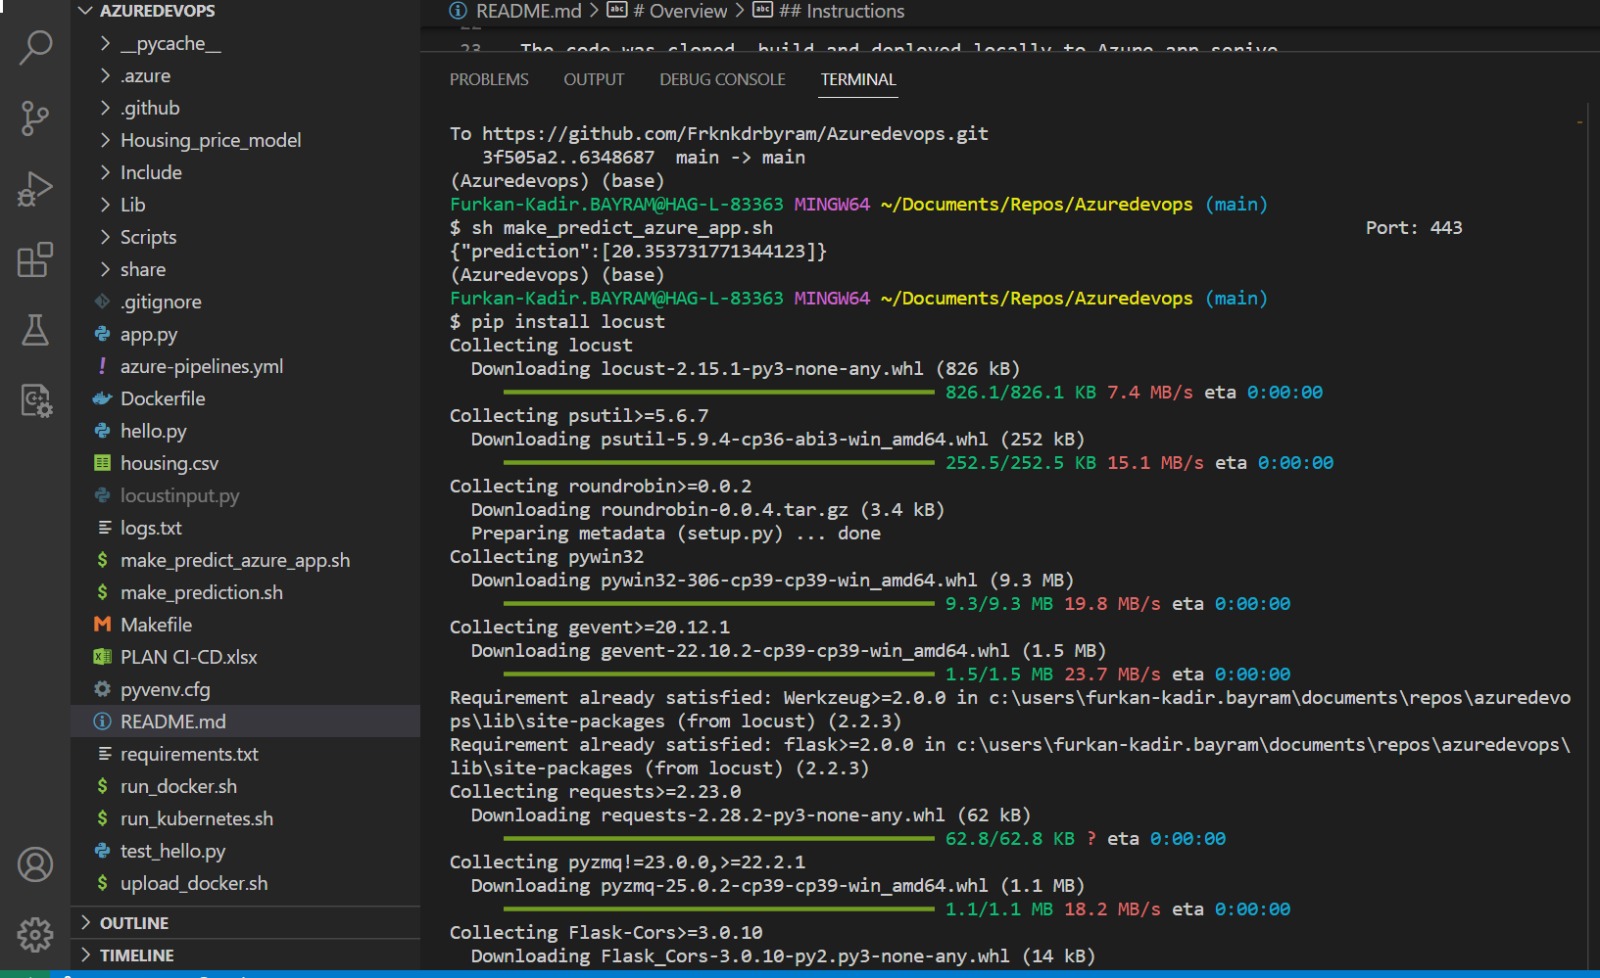 AZUREDEVOPS
__pycache__
.azure
.github
Housing_price_model
Include
Lib
Scripts
share
.gitignore
app.py
azure-pipelines.yml
Dockerfile
hello.py
housing.csv
locustinput.py
logs.txt
make_predict_azure_app.sh
make_prediction.sh
Makefile
PLAN CI-CD.xlsx
pyvenv.cfg
README.md
requirements.txt
run_docker.sh
run_kubernetes.sh
test_hello.py
upload_docker.sh
OUTLINE
TIMELINE
README.md > # Overview > ## Instructions
23 The code was cloned, build and deployed locally to Azure app serive
PROBLEMS OUTPUT DEBUG CONSOLE TERMINAL
To https://github.com/Frknkdrbyram/Azuredevops.git
3f505a2..6348687 main -> main
(Azuredevops) (base)
Furkan-Kadir.BAYRAM@HAG-L-83363 MINGW64 ~/Documents/Repos/Azuredevops (main)
$ sh make_predict_azure_app.sh Port: 443
{"prediction":[20.353731771344123]}
(Azuredevops) (base)
Furkan-Kadir.BAYRAM@HAG-L-83363 MINGW64 ~/Documents/Repos/Azuredevops (main)
$ pip install locust
Collecting locust
Downloading locust-2.15.1-py3-none-any.whl (826 kB)
826.1/826.1 KB 7.4 MB/s eta 0:00:00
Collecting psutil>=5.6.7
Downloading psutil-5.9.4-cp36-abi3-win_amd64.whl (252 kB)
252.5/252.5 KB 15.1 MB/s eta 0:00:00
Collecting roundrobin>=0.0.2
Downloading roundrobin-0.0.4.tar.gz (3.4 kB)
Preparing metadata (setup.py) ... done
Collecting pywin32
Downloading pywin32-306-cp39-cp39-win_amd64.whl (9.3 MB)
9.3/9.3 MB 19.8 MB/s eta 0:00:00
Collecting gevent>=20.12.1
Downloading gevent-22.10.2-cp39-cp39-win_amd64.whl (1.5 MB)
1.5/1.5 MB 23.7 MB/s eta 0:00:00
Requirement already satisfied: Werkzeug>=2.0.0 in c:\users\furkan-kadir.bayram\documents\repos\azuredevo
ps\lib\site-packages (from locust) (2.2.3)
Requirement already satisfied: flask>=2.0.0 in c:\users\furkan-kadir.bayram\documents\repos\azuredevops\
lib\site-packages (from locust) (2.2.3)
Collecting requests>=2.23.0
Downloading requests-2.28.2-py3-none-any.whl (62 kB)
62.8/62.8 KB ? eta 0:00:00
Collecting pyzmq!=23.0.0,>=22.2.1
Downloading pyzmq-25.0.2-cp39-cp39-win_amd64.whl (1.1 MB)
1.1/1.1 MB 18.2 MB/s eta 0:00:00
Collecting Flask-Cors>=3.0.10
Downloading Flask_Cors-3.0.10-py2.py3-none-any.whl (14 kB)